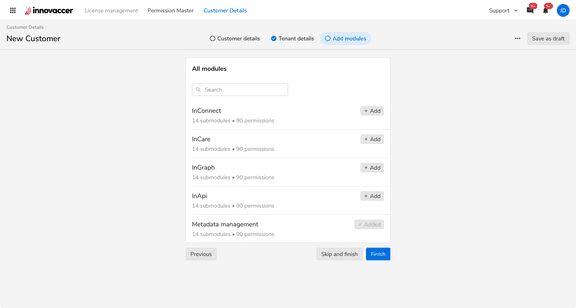 innovaccer
License management
Permission Master
Customer Details
Support
JD
Customer Details /
New Customer
Customer details
Tenant details
Add modules
Save as draft
All modules
Search
InConnect
+ Add
14 submodules • 90 permissions
InCare
+ Add
14 submodules • 90 permissions
InGraph
+ Add
14 submodules • 90 permissions
InApi
+ Add
14 submodules • 90 permissions
Metadata management
✓ Added
14 submodules • 90 permissions
Previous
Skip and finish
Finish